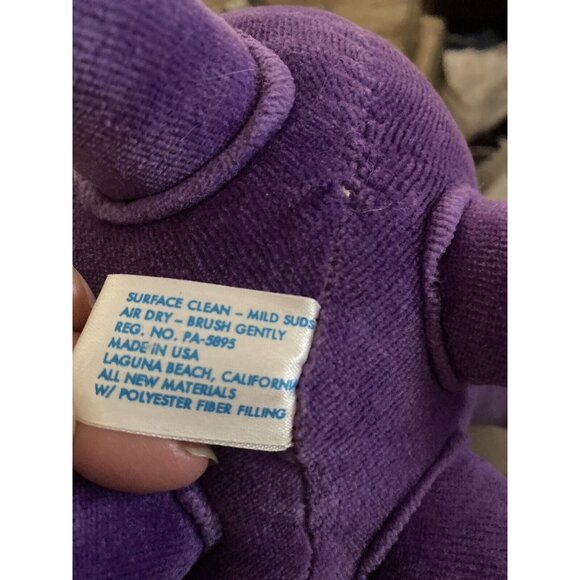 SURFACE CLEAN – MILD SUDS
AIR DRY – BRUSH GENTLY
REG. NO. PA-5895
MADE IN USA
LAGUNA BEACH, CALIFORNIA
ALL NEW MATERIALS
W/ POLYESTER FIBER FILLING